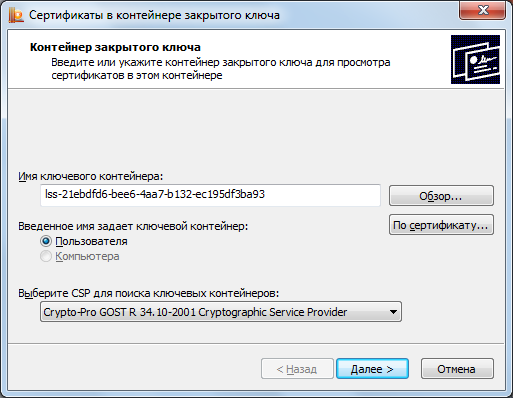 Сертификаты в контейнере закрытого ключа
Контейнер закрытого ключа
Введите или укажите контейнер закрытого ключа для просмотра
сертификатов в этом контейнере
Имя ключевого контейнера:
lss-21ebdfd6-bee6-4aa7-b132-ec195df3ba93
Обзор...
По сертификату...
Введенное имя задает ключевой контейнер:
Пользователя
Компьютера
Выберите CSP для поиска ключевых контейнеров:
Crypto-Pro GOST R 34.10-2001 Cryptographic Service Provider
< Назад
Далее >
Отмена